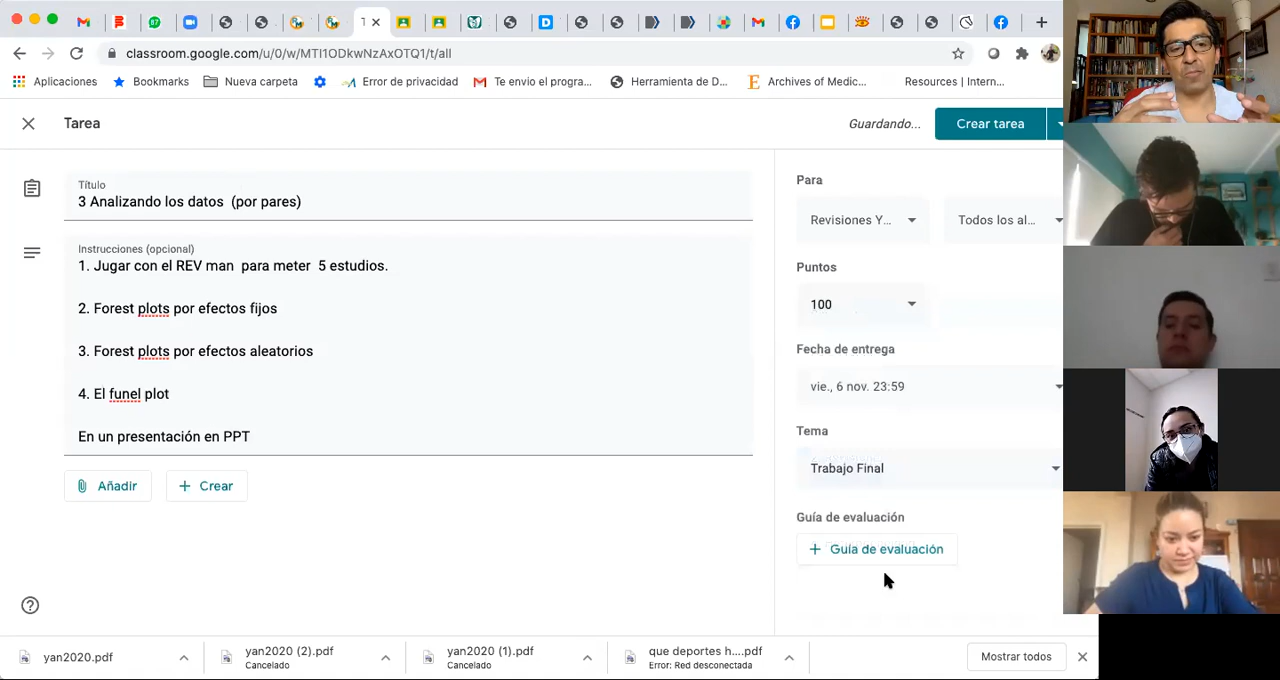 T
classroom.google.com/u/0/w/MTI1ODkwNzAxOTQ1/t/all
Aplicaciones
Bookmarks
Nueva carpeta
Error de privacidad
Te envio el progra...
Herramienta de D...
Archives of Medic...
Resources | Intern...
Tarea
Guardando...
Crear tarea
Título
3 Analizando los datos (por pares)
Instrucciones (opcional)
1. Jugar con el REV man para meter 5 estudios.
2. Forest plots por efectos fijos
3. Forest plots por efectos aleatorios
4. El funel plot
En un presentación en PPT
Añadir
Crear
Para
Revisiones Y...
Todos los al...
Puntos
100
Fecha de entrega
vie., 6 nov. 23:59
Tema
Trabajo Final
Guía de evaluación
Guía de evaluación
yan2020.pdf
yan2020 (2).pdf
Cancelado
yan2020 (1).pdf
Cancelado
que deportes h....pdf
Error: Red desconectada
Mostrar todos